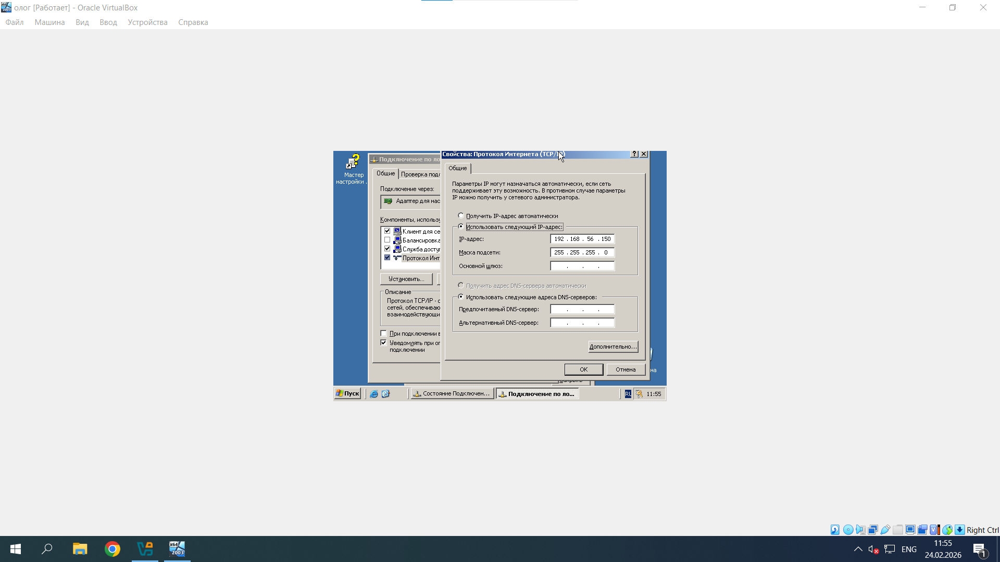 олог [Работает] - Oracle VirtualBox
Файл Машина Вид Ввод Устройства Справка
Мастер
настройки .
Подключение по ло
Общие Проверка подл
Подключение через:
Адаптер для нас
Компоненты, использу
Клиент для се
Балансировка
Служба досту
Протокол Инт
Установить...
Описание
Протокол TCP/IP - с
сетей, обеспечиваю
взаимодействующи
При подключении в
Уведомлять при ог
подключении
Свойства: Протокол Интернета (TCP/IP)
Общие
Параметры IP могут назначаться автоматически, если сеть
поддерживает эту возможность. В противном случае параметры
IP можно получить у сетевого администратора.
Получить IP-адрес автоматически
Использовать следующий IP-адрес:
IP-адрес: 192 . 168 . 56 . 150
Маска подсети: 255 . 255 . 255 . 0
Основной шлюз: . . .
Получить адрес DNS-сервера автоматически
Использовать следующие адреса DNS-серверов:
Предпочитаемый DNS-сервер: . . .
Альтернативный DNS-сервер: . . .
Дополнительно...
ОК Отмена
на
Закрыть
Пуск Состояние Подключен... Подключение по ло... RU 11:55
Right Ctrl
x64 2003
ENG
11:55
24.02.2026
1